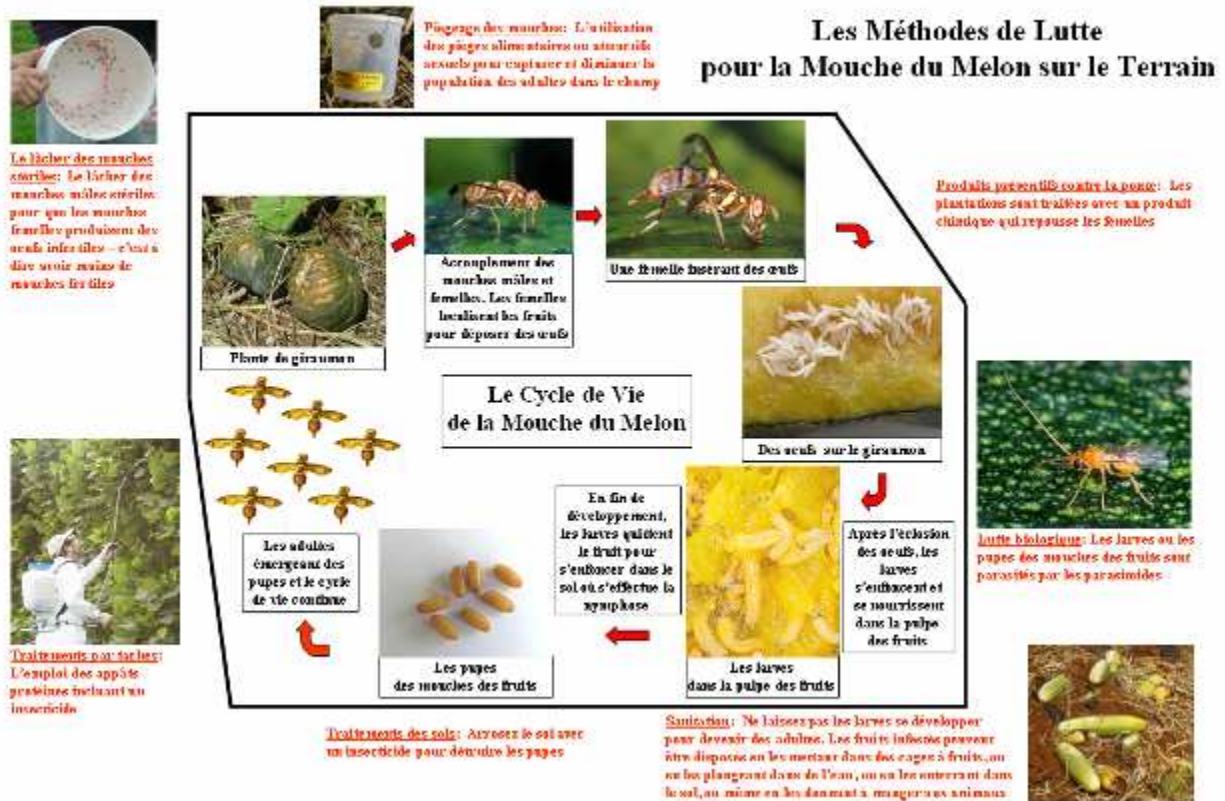 Les Méthodes de Lutte
pour la Mouche du Melon sur le Terrain
Piégeage des mouches: L'utilisation
des pièges alimentaires ou attractifs
sexuels pour capturer et diminuer la
population des adultes dans le champ
Le lâcher des mouches
stériles: Le lâcher des
mouches mâles stériles
pour que les mouches
femelles produisent des
oeufs infertiles – c'est à
dire avoir moins de
mouches fertiles
Produits préventifs contre la ponte: Les
plantations sont traitées avec un produit
chimique qui repousse les femelles
Plante de giraumon
Accouplement des
mouches mâles et
femelles. Les femelles
localisent les fruits
pour déposer des œufs
Une femelle insérant des œufs
Le Cycle de Vie
de la Mouche du Melon
Des oeufs sur le giraumon
Après l'éclosion
des oeufs, les
larves
s'enfoncent et
se nourrissent
dans la pulpe
des fruits
Les larves
dans la pulpe des fruits
En fin de
développement,
les larves quittent
le fruit pour
s'enfoncer dans le
sol où s'effectue la
nymphose
Les pupes
des mouches des fruits
Les adultes
émergeant des
pupes et le cycle
de vie continue
Lutte biologique: Les larves ou les
pupes des mouches des fruits sont
parasités par les parasitoides
Traitements par taches:
L'emploi des appâts
protéines incluant un
insecticide
Traitements des sols: Arrosez le sol avec
un insecticide pour détruire les pupes
Sanitation: Ne laissez pas les larves se développer
pour devenir des adultes. Les fruits infestés peuvent
être disposés en les mettant dans des cages à fruits, ou
en les plongeant dans de l'eau, ou en les enterrant dans
le sol, ou même en les donnant à manger aux animaux